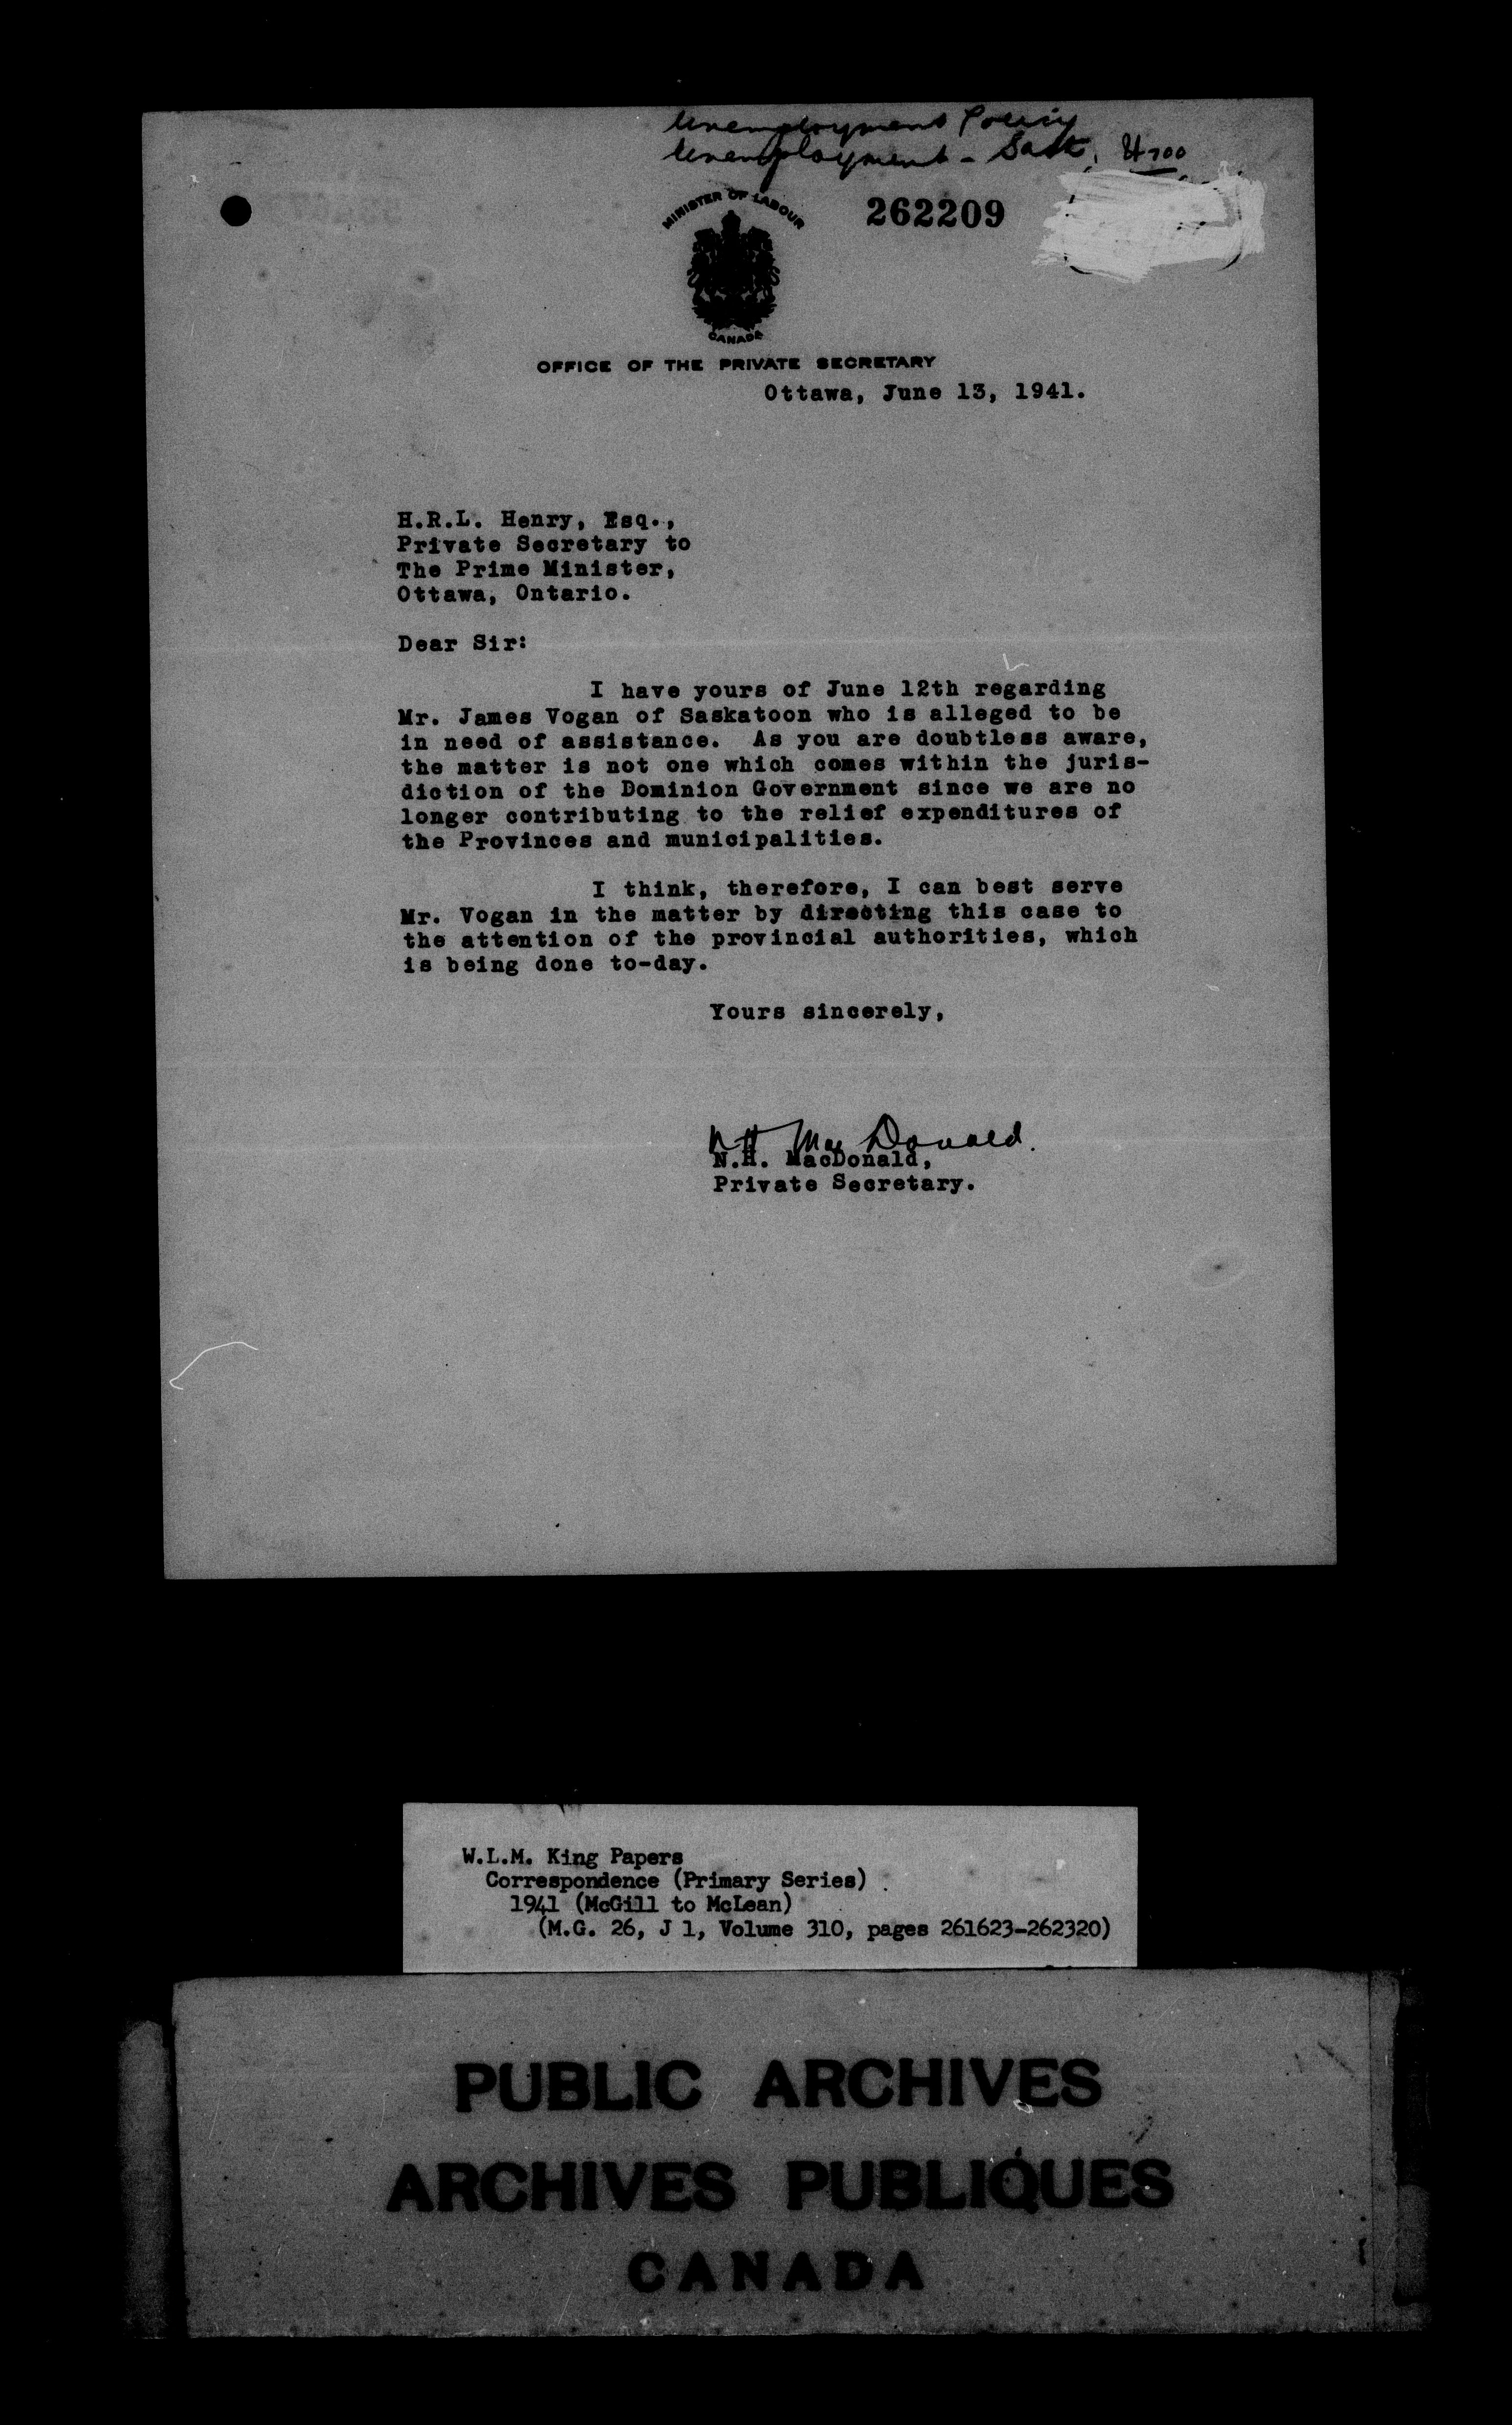 Unemployment Policy
Unemployment - Sask.
MINISTER OF LABOUR
262209
CANADA
OFFICE OF THE PRIVATE SECRETARY
Ottawa, June 13, 1941.
H.R.L. Henry, Esq.,
Private Secretary to
The Prime Minister,
Ottawa, Ontario.
Dear Sir:
I have yours of June 12th regarding
Mr. James Vogan of Saskatoon who is alleged to be
in need of assistance. As you are doubtless aware,
the matter is not one which comes within the juris-
diction of the Dominion Government since we are no
longer contributing to the relief expenditures of
the Provinces and municipalities.
I think, therefore, I can best serve
Mr. Vogan in the matter by directing this case to
the attention of the provincial authorities, which
is being done to-day.
Yours sincerely,
N H MacDonald.
N.H. MacDonald,
Private Secretary.
W.L.M. King Papers
Correspondence (Primary Series)
1941 (McGill to McLean)
(M.G. 26, J 1, Volume 310, pages 261623-262320)
PUBLIC ARCHIVES
ARCHIVES PUBLIQUES
CANADA